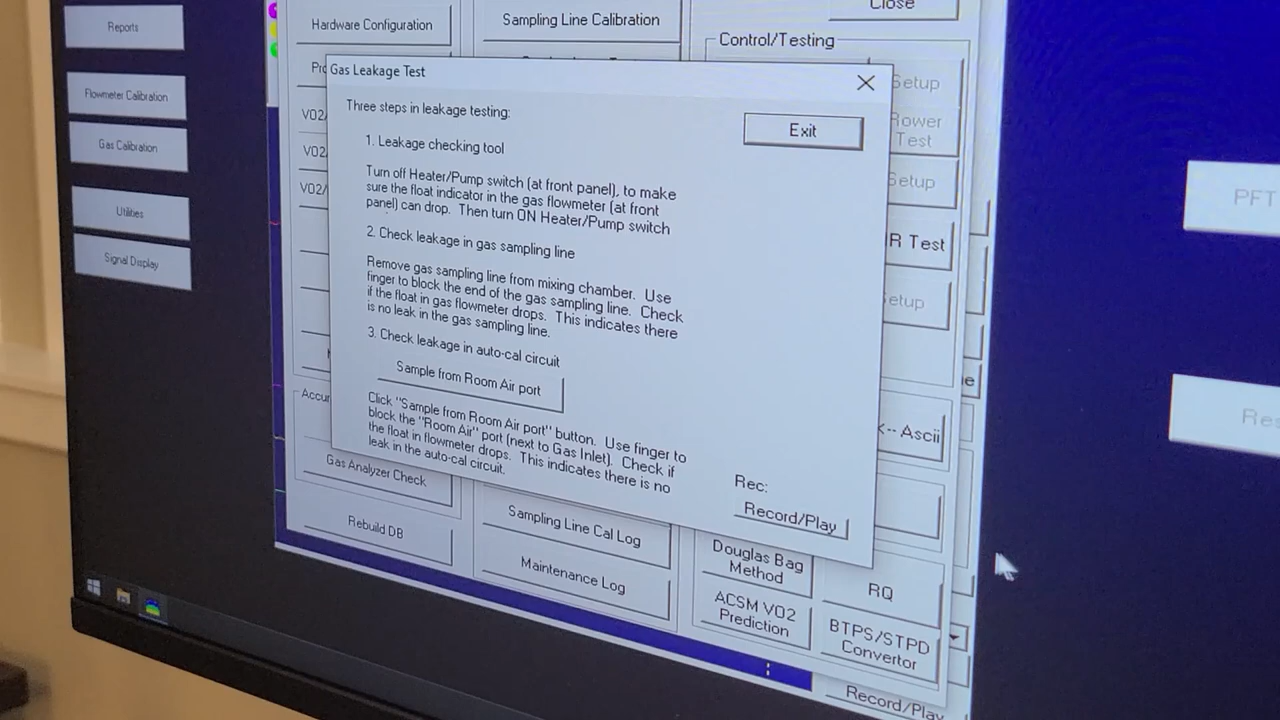 Reports
Flowmeter Calibration
Gas Calibration
Utilities
Signal Display
Hardware Configuration
Sampling Line Calibration
Close
Control/Testing
Setup
Power
Test
Setup
R Test
Setup
<-- Ascii
VO2/
VO2/
VO2/
Gas Leakage Test
Three steps in leakage testing:
Exit
1. Leakage checking tool
Turn off Heater/Pump switch (at front panel), to make
sure the float indicator in the gas flowmeter (at front
panel) can drop. Then turn ON Heater/Pump switch
2. Check leakage in gas sampling line
Remove gas sampling line from mixing chamber. Use
finger to block the end of the gas sampling line. Check
if the float in gas flowmeter drops. This indicates there
is no leak in the gas sampling line.
3. Check leakage in auto-cal circuit
Sample from Room Air port
Click "Sample from Room Air port" button. Use finger to
block the "Room Air" port (next to Gas Inlet). Check if
the float in flowmeter drops. This indicates there is no
leak in the auto-cal circuit.
Rec:
Record/Play
Gas Analyzer Check
Rebuild DB
Sampling Line Cal Log
Maintenance Log
Douglas Bag
Method
ACSM VO2
Prediction
RQ
BTPS/STPD
Convertor
Record/Play
PFT